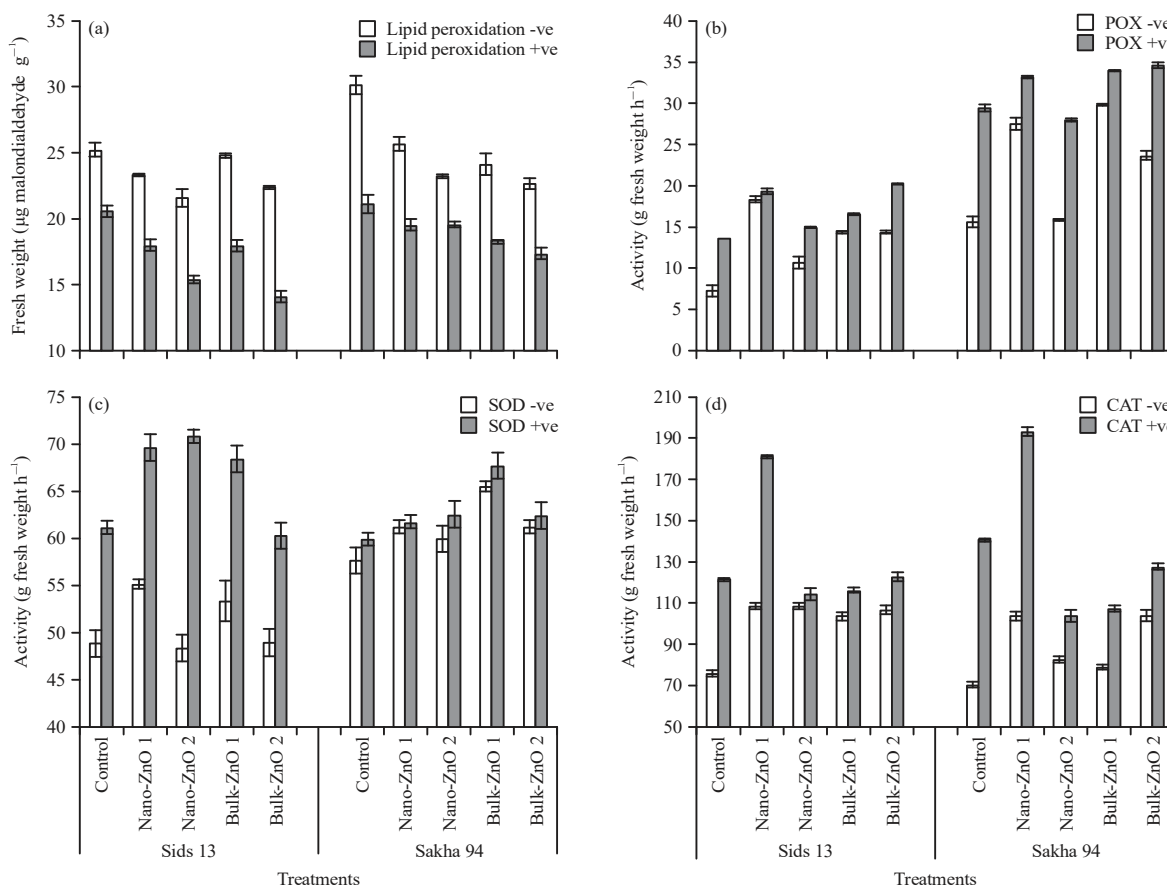 (a)
Lipid peroxidation -ve
Lipid peroxidation +ve
Fresh weight (µg malondialdehyde g⁻¹)
35
30
25
20
15
10
(b)
POX -ve
POX +ve
Activity (g fresh weight h⁻¹)
40
35
30
25
20
15
10
5
0
(c)
SOD -ve
SOD +ve
Activity (g fresh weight h⁻¹)
75
70
65
60
55
50
45
40
Control
Nano-ZnO 1
Nano-ZnO 2
Bulk-ZnO 1
Bulk-ZnO 2
Control
Nano-ZnO 1
Nano-ZnO 2
Bulk-ZnO 1
Bulk-ZnO 2
Sids 13
Sakha 94
Treatments
(d)
CAT -ve
CAT +ve
Activity (g fresh weight h⁻¹)
210
190
170
150
130
110
90
70
50
Control
Nano-ZnO 1
Nano-ZnO 2
Bulk-ZnO 1
Bulk-ZnO 2
Control
Nano-ZnO 1
Nano-ZnO 2
Bulk-ZnO 1
Bulk-ZnO 2
Sids 13
Sakha 94
Treatments